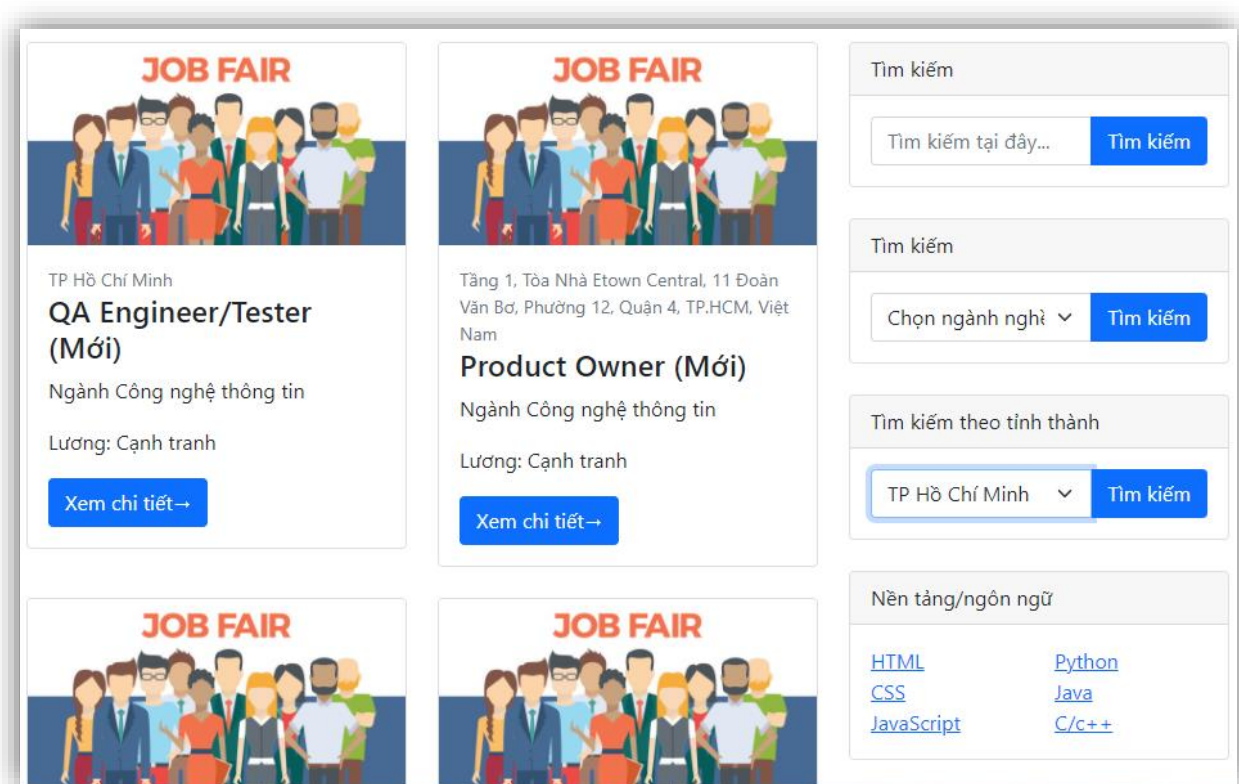 JOB FAIR
TP Hồ Chí Minh
QA Engineer/Tester
(Mới)
Ngành Công nghệ thông tin
Lương: Cạnh tranh
Xem chi tiết→
JOB FAIR
Tầng 1, Tòa Nhà Etown Central, 11 Đoàn
Văn Bơ, Phường 12, Quận 4, TP.HCM, Việt
Nam
Product Owner (Mới)
Ngành Công nghệ thông tin
Lương: Cạnh tranh
Xem chi tiết→
JOB FAIR
JOB FAIR
Tìm kiếm
Tìm kiếm tại đây... Tìm kiếm
Tìm kiếm
Chọn ngành nghề Tìm kiếm
Tìm kiếm theo tỉnh thành
TP Hồ Chí Minh Tìm kiếm
Nền tảng/ngôn ngữ
HTML Python
CSS Java
JavaScript C/c++